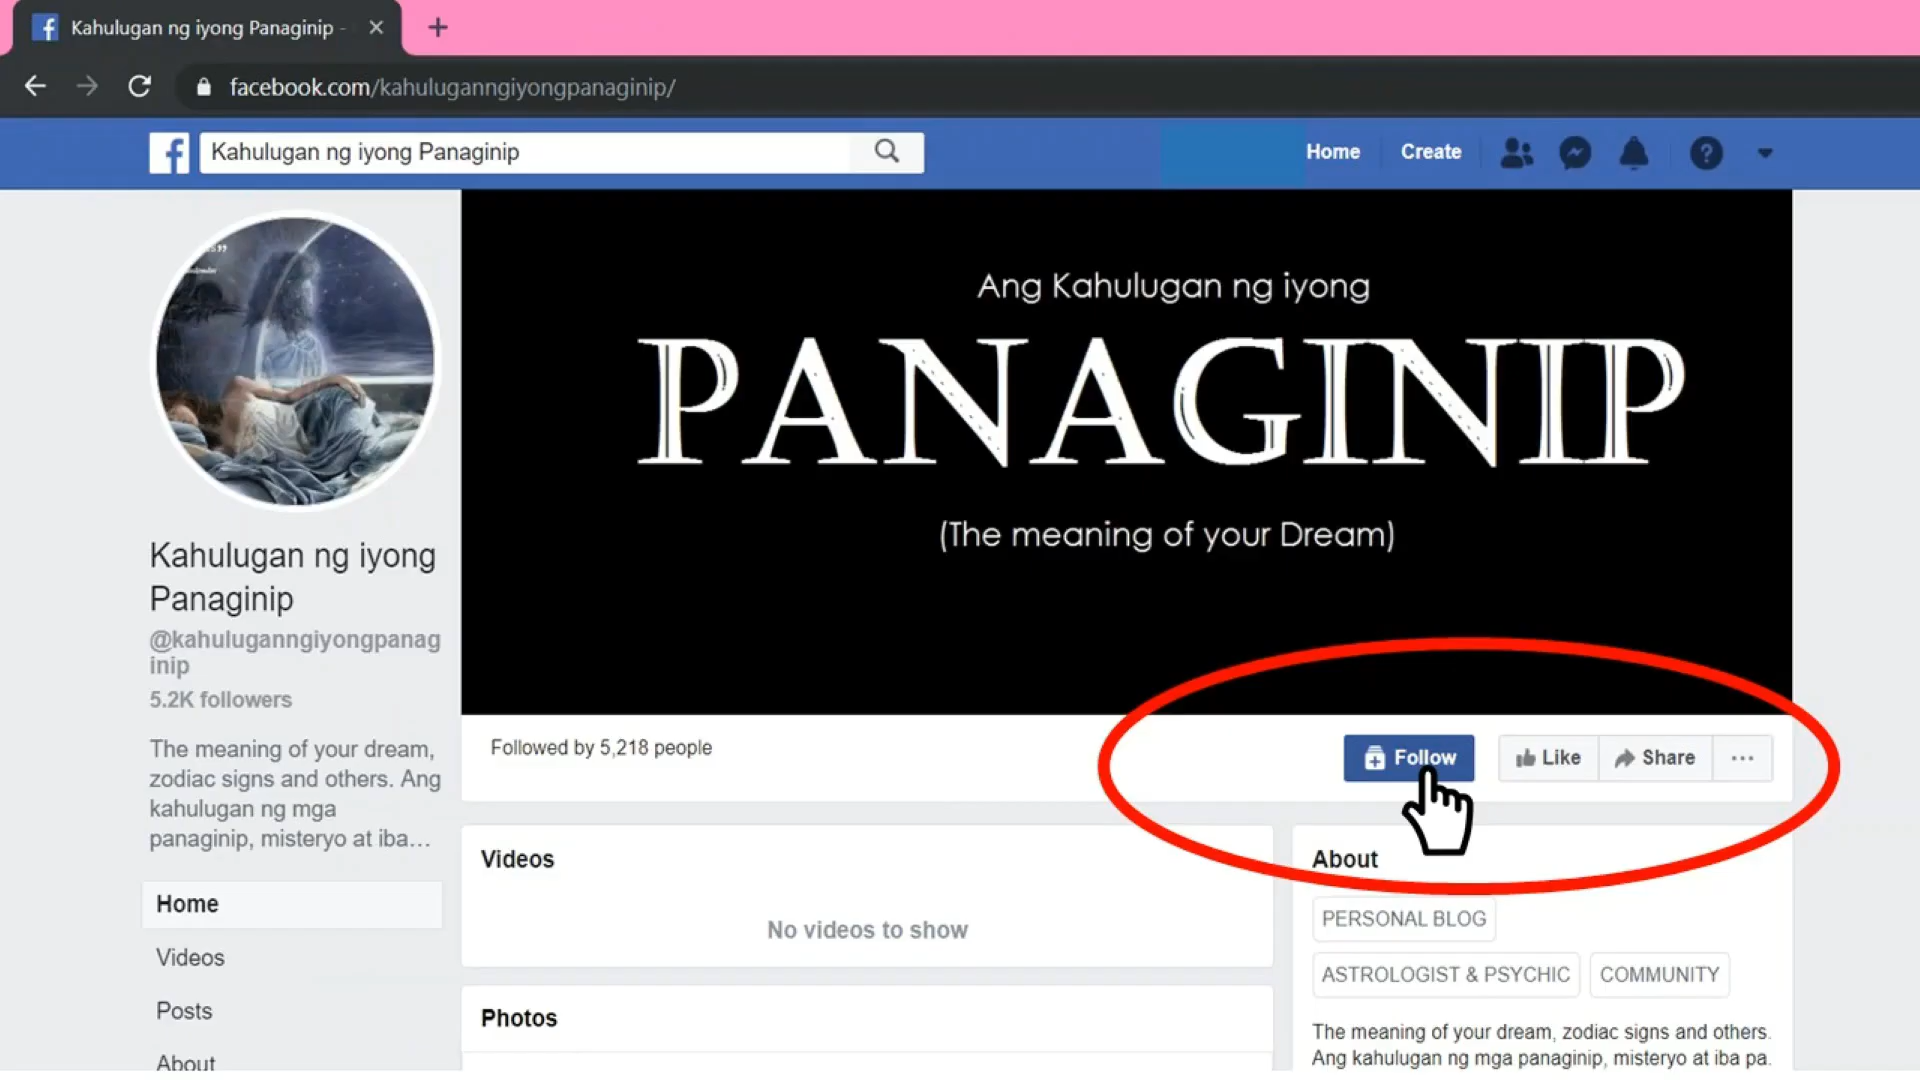 Kahulugan ng iyong Panaginip -
facebook.com/kahuluganngiyongpanaginip/
Kahulugan ng iyong Panaginip
Home
Create
Ang Kahulugan ng iyong
PANAGINIP
(The meaning of your Dream)
Kahulugan ng iyong
Panaginip
@kahuluganngiyongpanag
inip
5.2K followers
The meaning of your dream,
zodiac signs and others. Ang
kahulugan ng mga
panaginip, misteryo at iba...
Home
Videos
Posts
About
Followed by 5,218 people
Follow
Like
Share
Videos
No videos to show
Photos
About
PERSONAL BLOG
ASTROLOGIST & PSYCHIC
COMMUNITY
The meaning of your dream, zodiac signs and others.
Ang kahulugan ng mga panaginip, misteryo at iba pa.